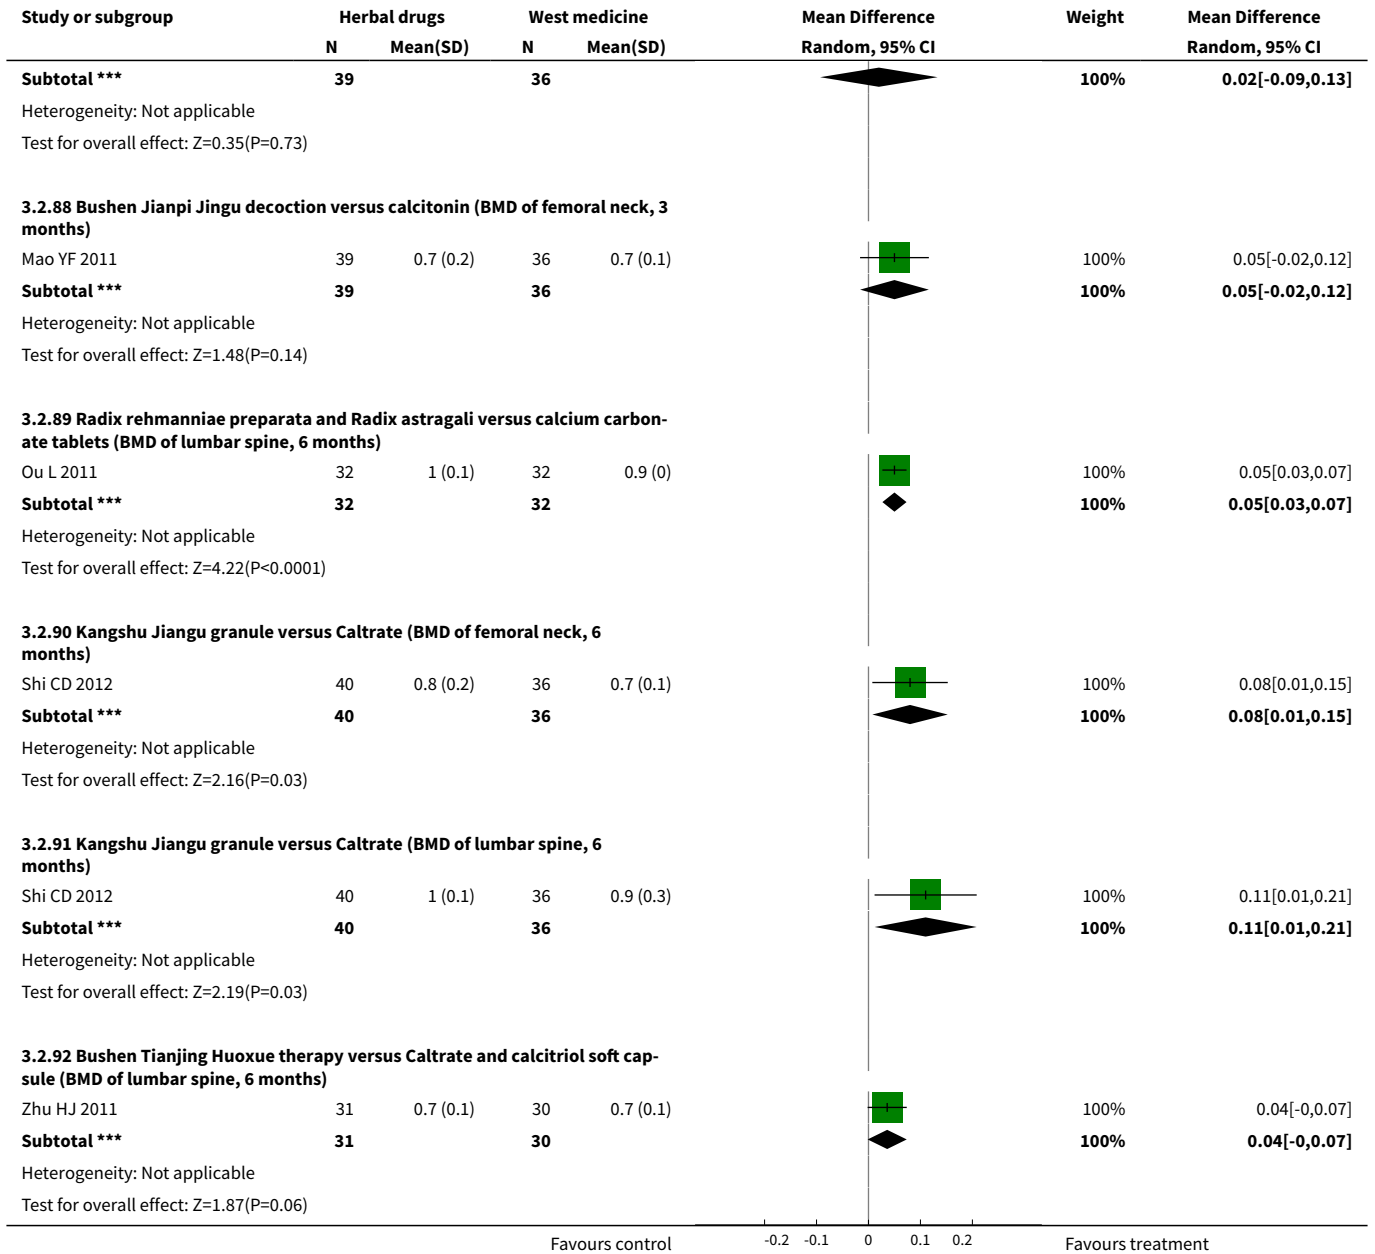 Study or subgroup Herbal drugs West medicine Mean Difference Weight Mean Difference
N Mean(SD) N Mean(SD) Random, 95% CI Random, 95% CI
Subtotal *** 39 36 100% 0.02[-0.09,0.13]
Heterogeneity: Not applicable
Test for overall effect: Z=0.35(P=0.73)
3.2.88 Bushen Jianpi Jingu decoction versus calcitonin (BMD of femoral neck, 3
months)
Mao YF 2011 39 0.7 (0.2) 36 0.7 (0.1) 100% 0.05[-0.02,0.12]
Subtotal *** 39 36 100% 0.05[-0.02,0.12]
Heterogeneity: Not applicable
Test for overall effect: Z=1.48(P=0.14)
3.2.89 Radix rehmanniae preparata and Radix astragali versus calcium carbon-
ate tablets (BMD of lumbar spine, 6 months)
Ou L 2011 32 1 (0.1) 32 0.9 (0) 100% 0.05[0.03,0.07]
Subtotal *** 32 32 100% 0.05[0.03,0.07]
Heterogeneity: Not applicable
Test for overall effect: Z=4.22(P<0.0001)
3.2.90 Kangshu Jiangu granule versus Caltrate (BMD of femoral neck, 6
months)
Shi CD 2012 40 0.8 (0.2) 36 0.7 (0.1) 100% 0.08[0.01,0.15]
Subtotal *** 40 36 100% 0.08[0.01,0.15]
Heterogeneity: Not applicable
Test for overall effect: Z=2.16(P=0.03)
3.2.91 Kangshu Jiangu granule versus Caltrate (BMD of lumbar spine, 6
months)
Shi CD 2012 40 1 (0.1) 36 0.9 (0.3) 100% 0.11[0.01,0.21]
Subtotal *** 40 36 100% 0.11[0.01,0.21]
Heterogeneity: Not applicable
Test for overall effect: Z=2.19(P=0.03)
3.2.92 Bushen Tianjing Huoxue therapy versus Caltrate and calcitriol soft cap-
sule (BMD of lumbar spine, 6 months)
Zhu HJ 2011 31 0.7 (0.1) 30 0.7 (0.1) 100% 0.04[-0,0.07]
Subtotal *** 31 30 100% 0.04[-0,0.07]
Heterogeneity: Not applicable
Test for overall effect: Z=1.87(P=0.06)
Favours control -0.2 -0.1 0 0.1 0.2 Favours treatment